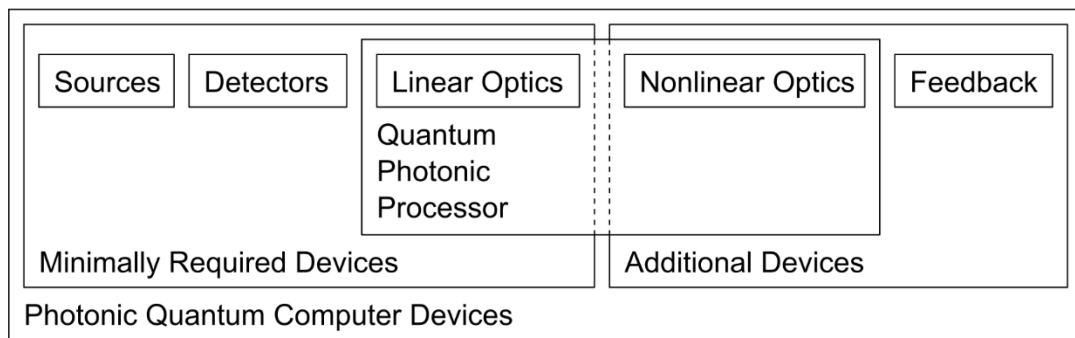 Sources
Detectors
Linear Optics
Nonlinear Optics
Feedback
Quantum
Photonic
Processor
Minimally Required Devices
Additional Devices
Photonic Quantum Computer Devices